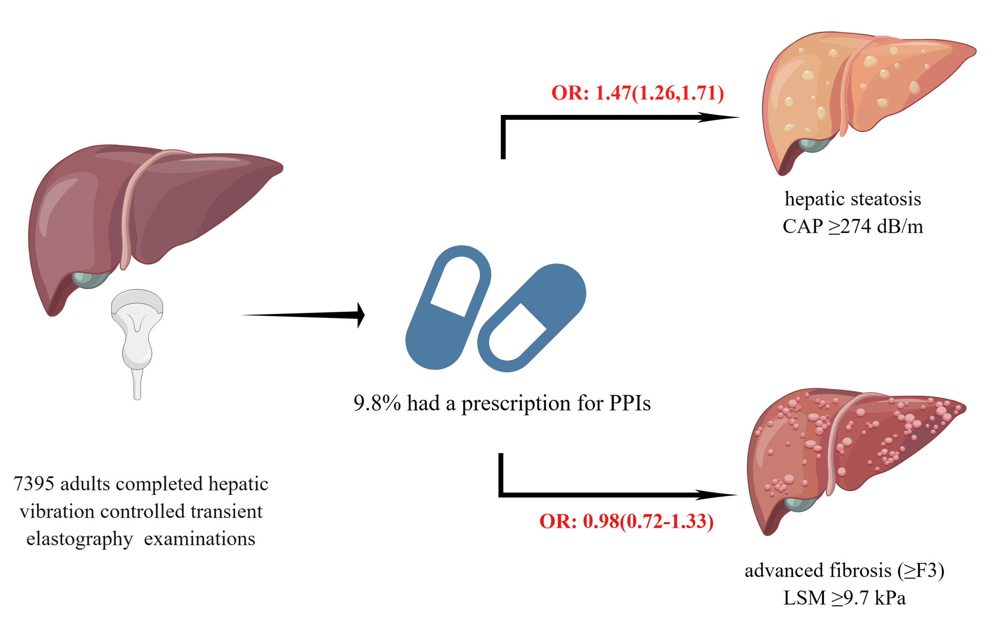 OR: 1.47(1.26,1.71)
hepatic steatosis
CAP ≥274 dB/m
9.8% had a prescription for PPIs
7395 adults completed hepatic
vibration controlled transient
elastography examinations
OR: 0.98(0.72-1.33)
advanced fibrosis (≥F3)
LSM ≥9.7 kPa